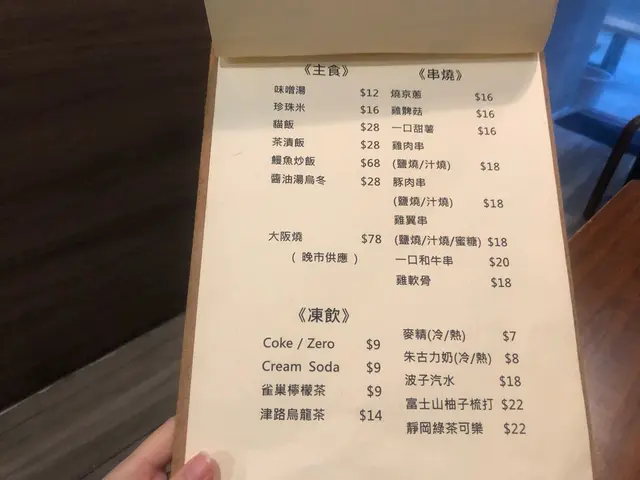 《主食》
味噌湯 $12
珍珠米 $16
貓飯 $28
茶漬飯 $28
鰻魚炒飯 $68
醬油湯烏冬 $28
大阪燒 $78
( 晚市供應 )
《串燒》
燒京蔥 $16
雞髀菇 $16
一口甜薯 $16
雞肉串
(鹽燒/汁燒) $18
豚肉串
(鹽燒/汁燒) $18
雞翼串
(鹽燒/汁燒/蜜糖) $18
一口和牛串 $20
雞軟骨 $18
《凍飲》
Coke / Zero $9
Cream Soda $9
雀巢檸檬茶 $9
津路烏龍茶 $14
麥精(冷/熱) $7
朱古力奶(冷/熱) $8
波子汽水 $18
富士山柚子梳打 $22
靜岡綠茶可樂 $22